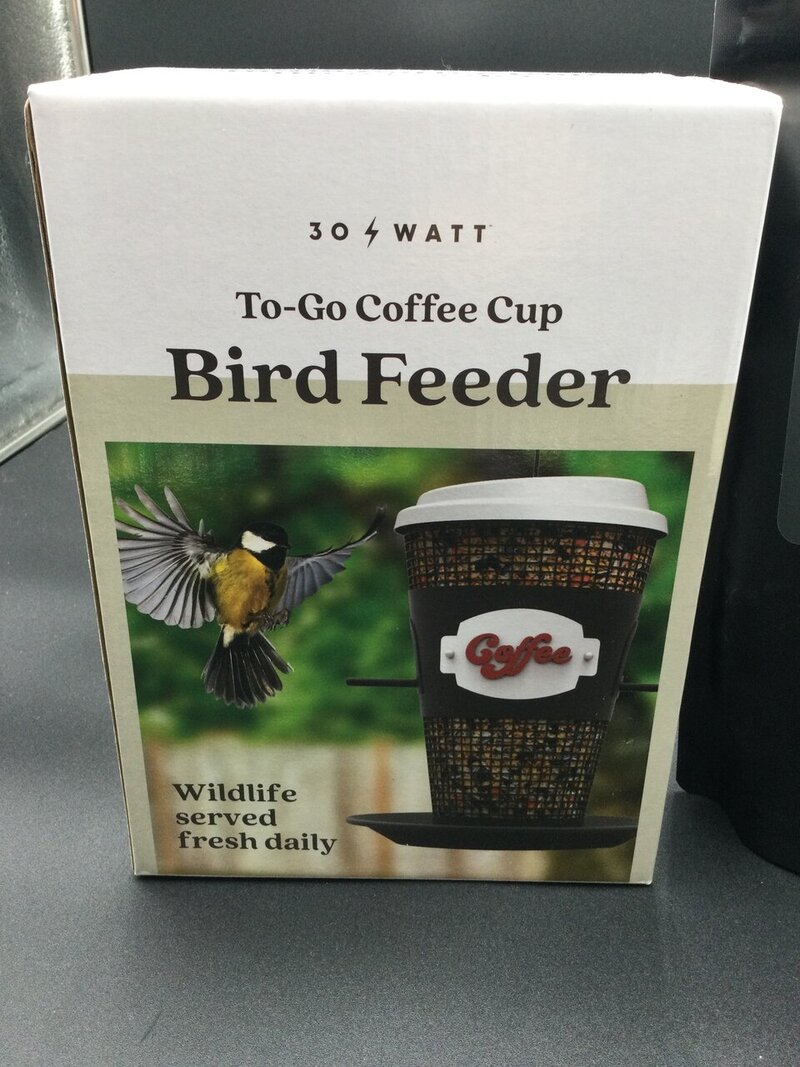 30 WATT
To-Go Coffee Cup
Bird Feeder
Coffee
Wildlife
served
fresh daily